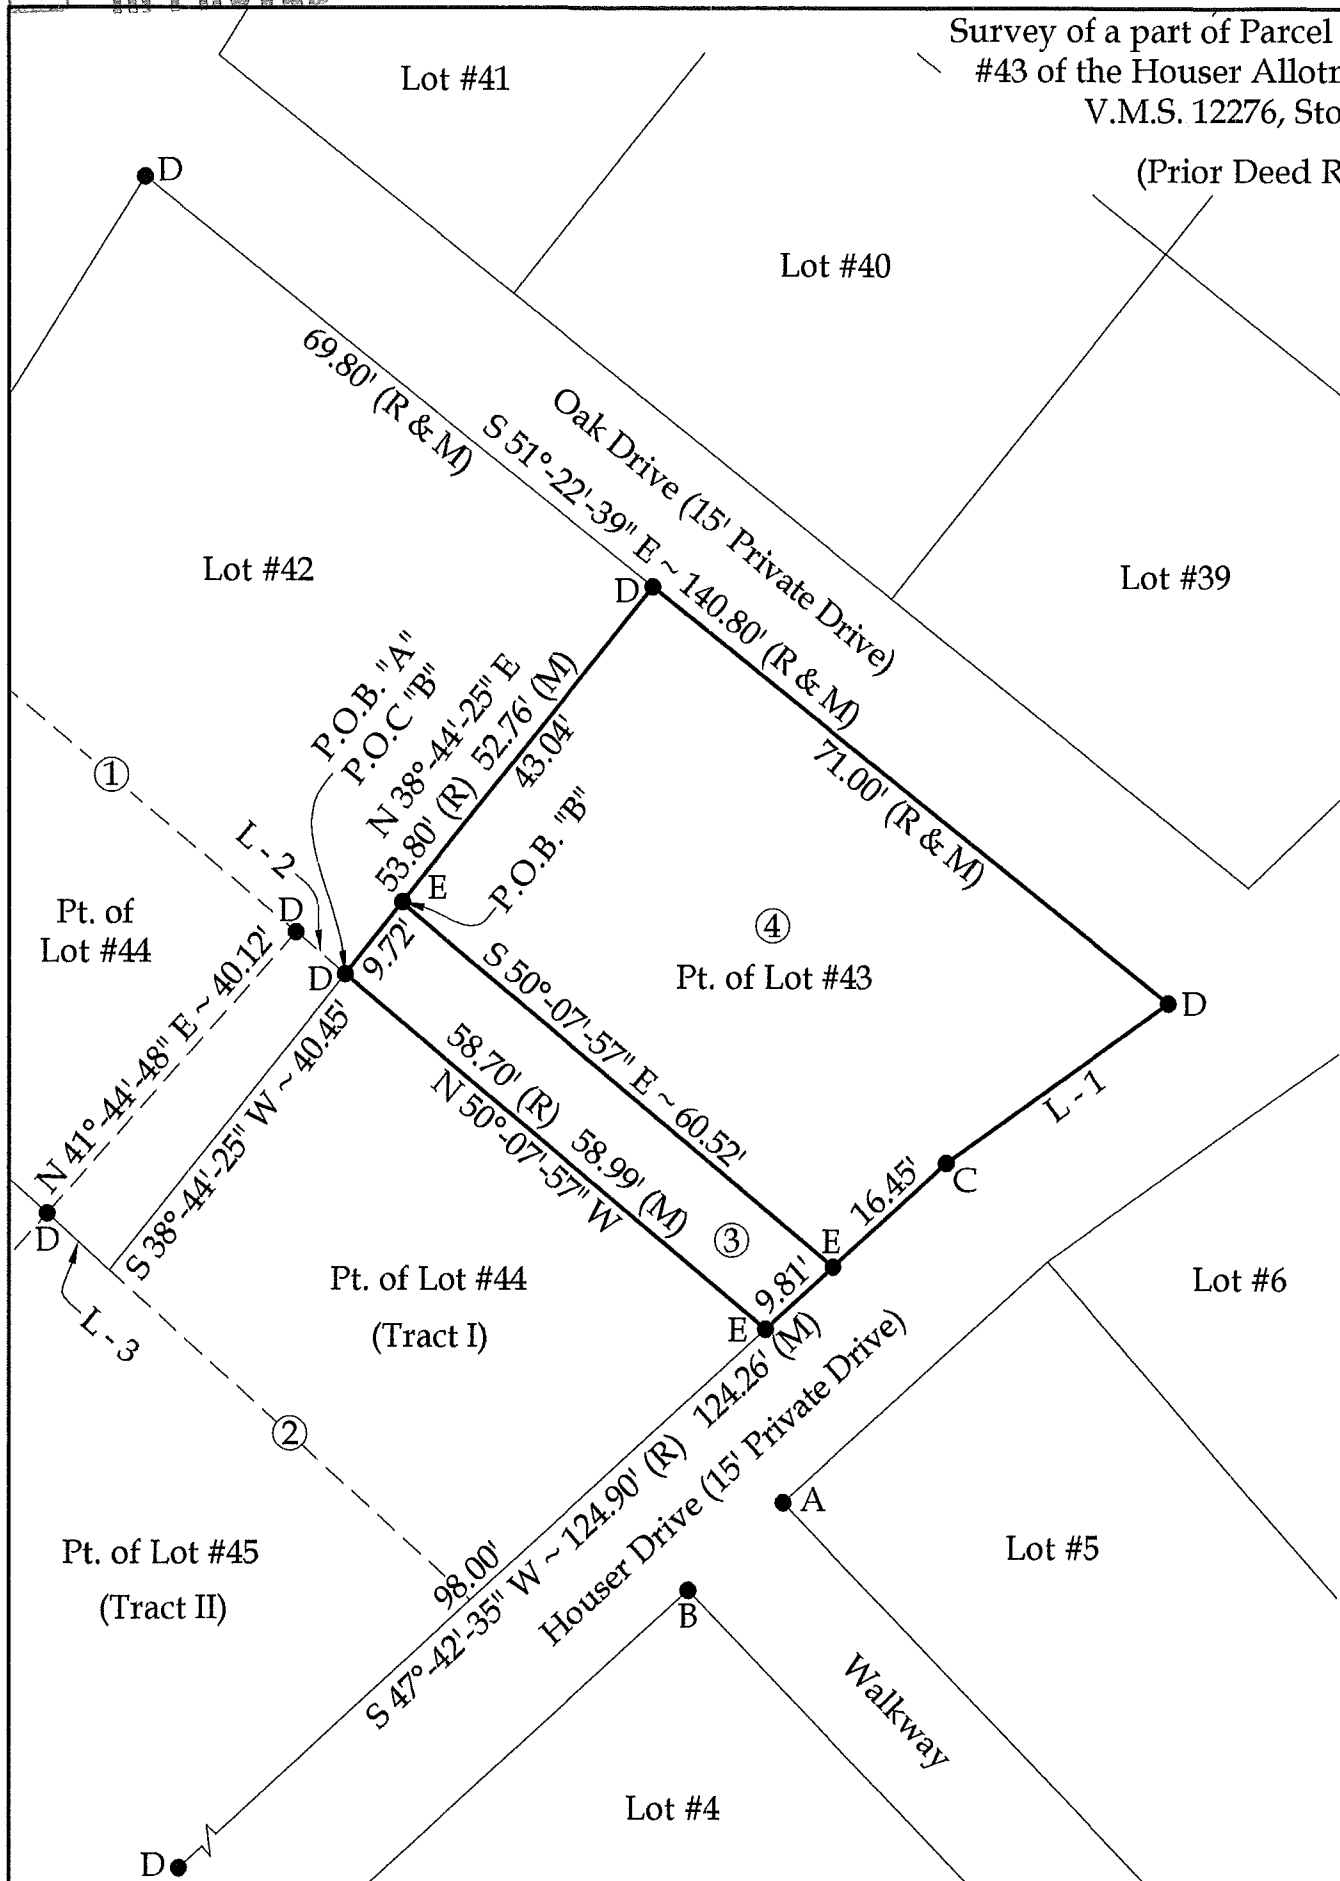 Survey of a part of Parcel
#43 of the Houser Allotr
V.M.S. 12276, Sto
(Prior Deed R
Lot #41
D
Lot #40
69.80' (R & M)
S 51°-22'-39" E ~ 140.80' (R & M)
Oak Drive (15' Private Drive)
Lot #42
Lot #39
D
P.O.B. "A"
P.O.C "B"
N 38°-44'-25" E
53.80' (R) 52.76' (M)
43.04'
71.00' (R & M)
1
L - 2
P.O.B. "B"
E
Pt. of
Lot #44
D
4
Pt. of Lot #43
D
9.72'
D
N 41°-44'-48" E ~ 40.12'
S 38°-44'-25" W ~ 40.45'
S 50°-07'-57" E ~ 60.52'
58.70' (R) 58.99' (M)
N 50°-07'-57" W
L - 1
C
16.45'
D
3
E
9.81'
E
L - 3
Pt. of Lot #44
(Tract I)
Lot #6
2
S 47°-42'-35" W ~ 124.90' (R) 124.26' (M)
Houser Drive (15' Private Drive)
98.00'
A
Pt. of Lot #45
(Tract II)
Lot #5
B
Walkway
Lot #4
D